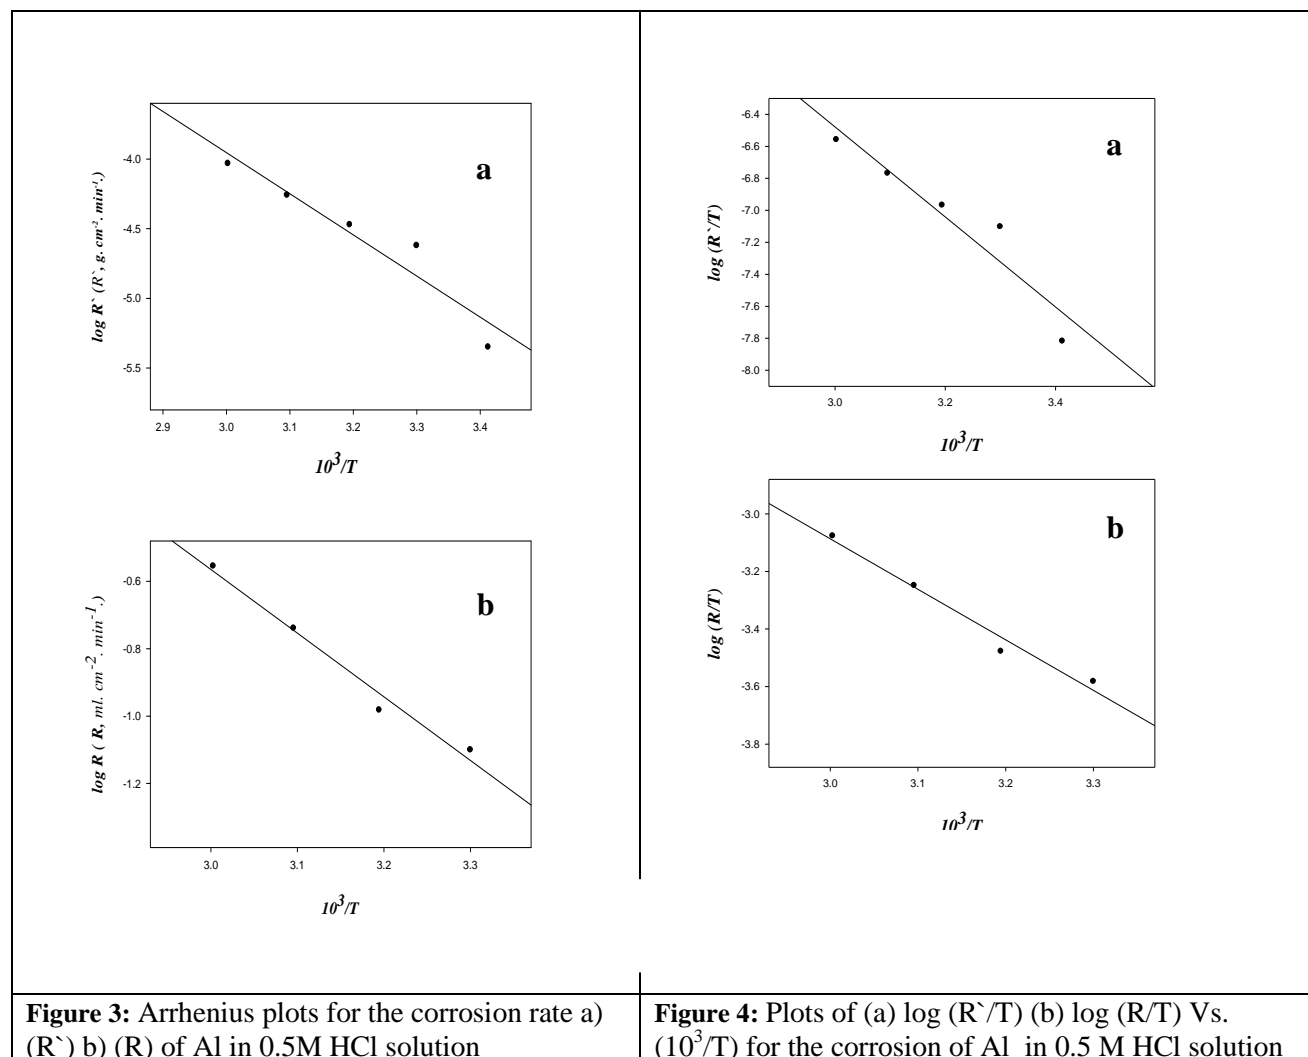 a
-4.0
-4.5
-5.0
-5.5
log R` (R`, g. cm-2. min-1.)
2.9 3.0 3.1 3.2 3.3 3.4
10^3/T
b
-0.6
-0.8
-1.0
-1.2
log R ( R, ml. cm-2. min-1.)
3.0 3.1 3.2 3.3
10^3/T
a
-6.4
-6.6
-6.8
-7.0
-7.2
-7.4
-7.6
-7.8
-8.0
log (R`/T)
3.0 3.2 3.4
10^3/T
b
-3.0
-3.2
-3.4
-3.6
-3.8
log (R/T)
3.0 3.1 3.2 3.3
10^3/T
Figure 3: Arrhenius plots for the corrosion rate a)
(R`) b) (R) of Al in 0.5M HCl solution
Figure 4: Plots of (a) log (R`/T) (b) log (R/T) Vs.
(10^3/T) for the corrosion of Al in 0.5 M HCl solution